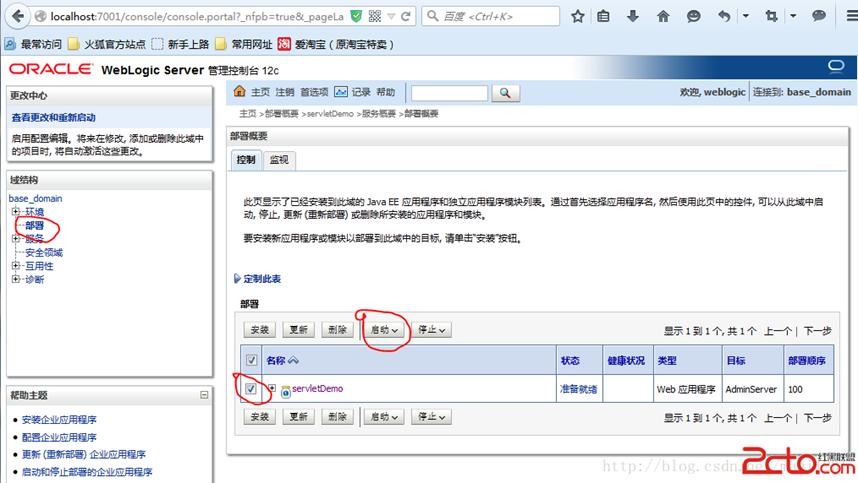 localhost:7001/console/console.portal?_nfpb=true&_pageLa
百度 <Ctrl+K>
最常访问 火狐官方站点 新手上路 常用网址 爱淘宝（原淘宝特卖）
ORACLE WebLogic Server 管理控制台 12c
更改中心
查看更改和重新启动
启用配置编辑。将来在修改, 添加或删除此域中
的项目时, 将自动激活这些更改。
域结构
base_domain
环境
部署
服务
安全领域
互用性
诊断
帮助主题
安装企业应用程序
配置企业应用程序
更新 (重新部署) 企业应用程序
启动和停止部署的企业应用程序
主页 注销 首选项 记录 帮助
欢迎, weblogic 连接到: base_domain
主页 >部署概要 >servletDemo >服务概要 >部署概要
部署概要
控制 监视
此页显示了已经安装到此域的 Java EE 应用程序和独立应用程序模块列表。通过首先选择应用程序名, 然后使用此页中的控件, 可以从此域中启
动, 停止, 更新 (重新部署) 或删除所安装的应用程序和模块。
要安装新应用程序或模块以部署到此域中的目标, 请单击"安装"按钮。
定制此表
部署
安装 更新 删除 启动 停止 显示 1 到 1 个, 共 1 个 上一个 | 下一步
名称 状态 健康状况 类型 目标 部署顺序
servletDemo 准备就绪 Web 应用程序 AdminServer 100
安装 更新 删除 启动 停止 显示 1 到 1 个, 共 1 个 上一个 | 下一步
http://blog.csdn.net/
2cto.com 红黑联盟